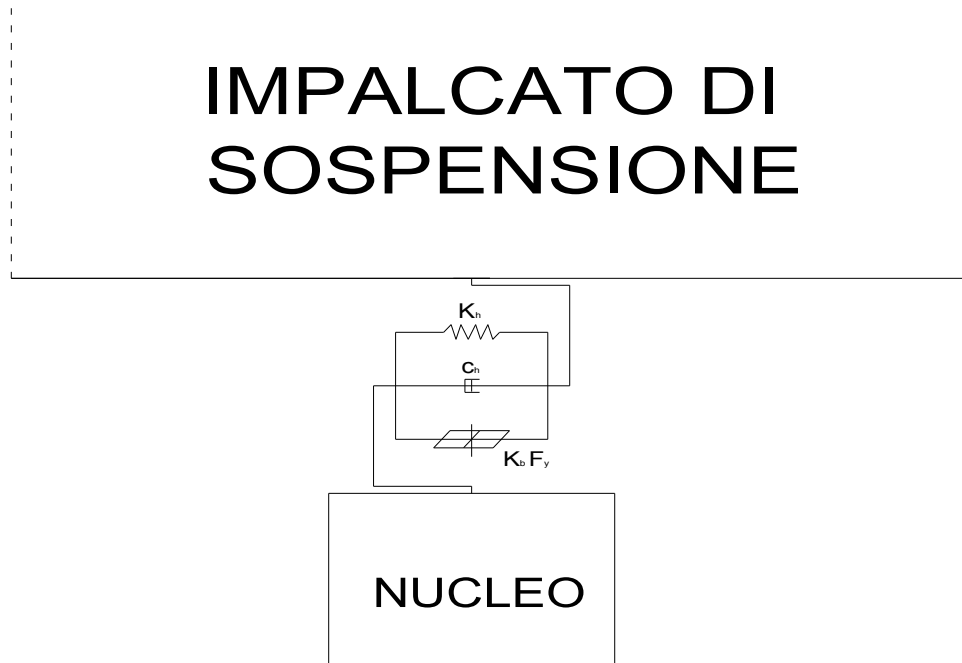 IMPALCATO DI
SOSPENSIONE
Kh
Ch
Kb Fy
NUCLEO